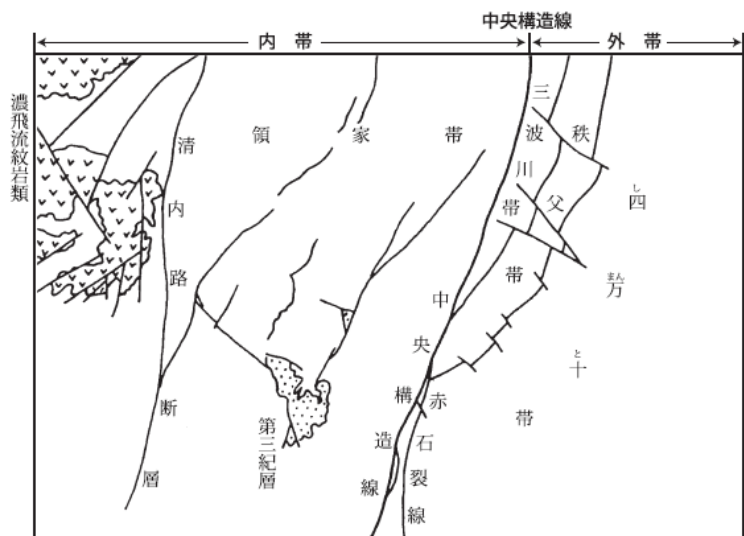 中央構造線
内帯
外帯
濃飛流紋岩類
清内路断層
領家帯
三波川帯
秩父帯
四万十帯
し
まん
と
中央構造線
赤石裂線
第三紀層